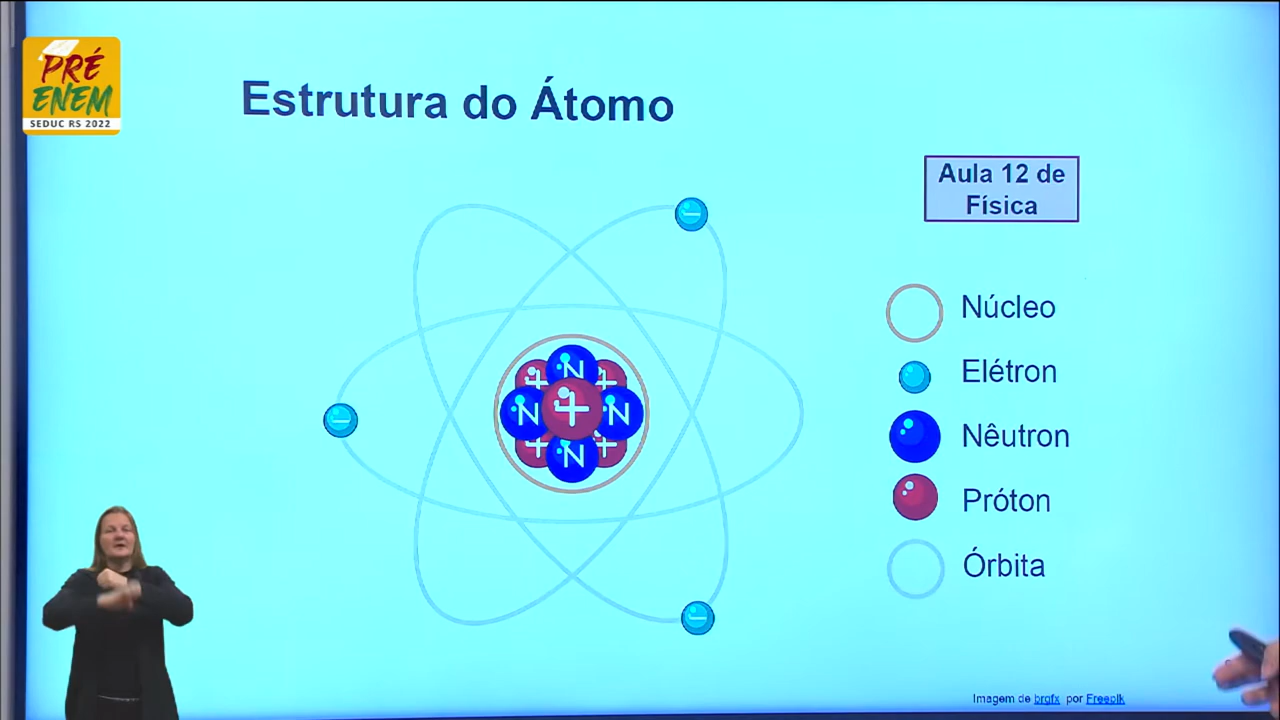 PRÉ
ENEM
SEDUC RS 2022
Estrutura do Átomo
Aula 12 de
Física
Núcleo
Elétron
Nêutron
Próton
Órbita
-
-
-
N
+
+
N
+
N
+
N
+
Imagem de brgfx por Freepik